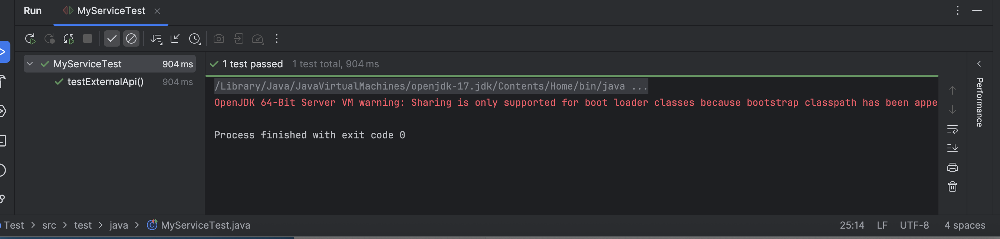 Run MyServiceTest
MyServiceTest 904 ms
testExternalApi() 904 ms
1 test passed 1 test total, 904 ms
/Library/Java/JavaVirtualMachines/openjdk-17.jdk/Contents/Home/bin/java ...
OpenJDK 64-Bit Server VM warning: Sharing is only supported for boot loader classes because bootstrap classpath has been appe
Process finished with exit code 0
Performance
Test > src > test > java > MyServiceTest.java 25:14 LF UTF-8 4 spaces